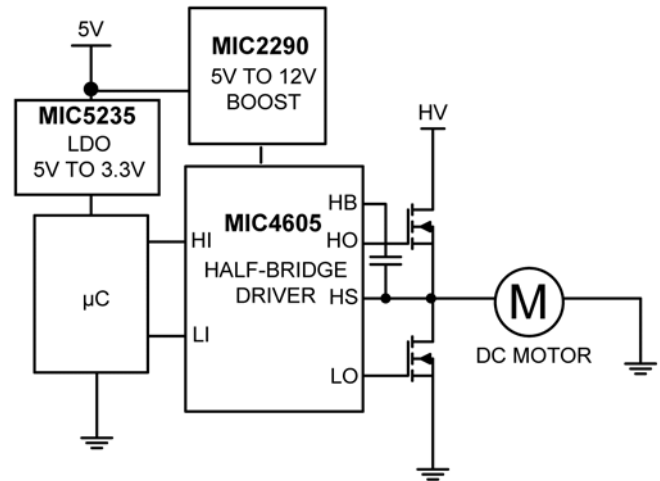 5V
MIC2290
5V TO 12V
BOOST
MIC5235
LDO
5V TO 3.3V
HV
MIC4605
HALF-BRIDGE
DRIVER
HB
HO
HS
LO
HI
LI
µC
M
DC MOTOR